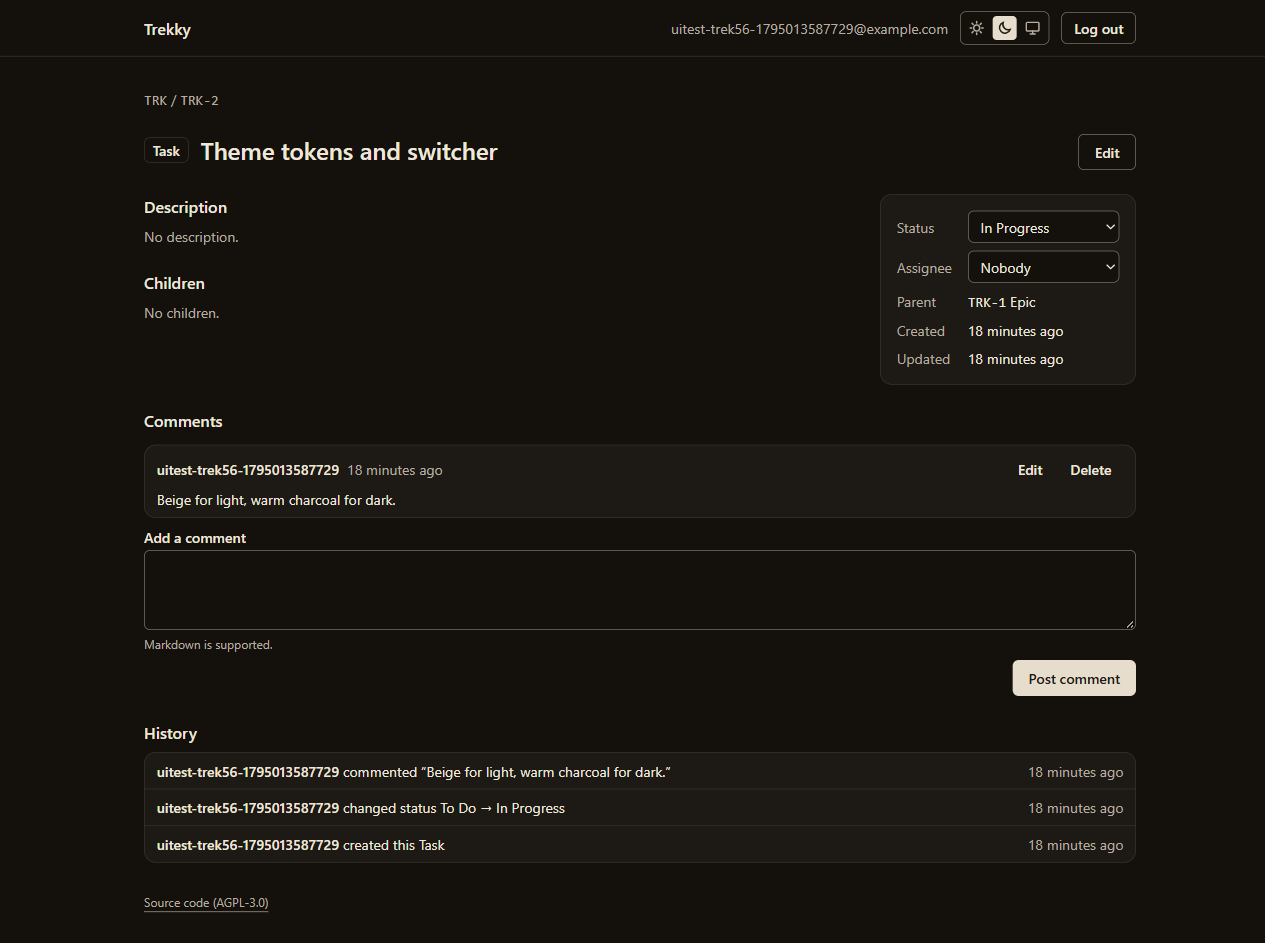 Trekky
uitest-trek56-1795013587729@example.com
Log out
TRK / TRK-2
Task
Theme tokens and switcher
Edit
Description
No description.
Children
No children.
Status
In Progress
Assignee
Nobody
Parent
TRK-1 Epic
Created
18 minutes ago
Updated
18 minutes ago
Comments
uitest-trek56-1795013587729 18 minutes ago
Edit
Delete
Beige for light, warm charcoal for dark.
Add a comment
Markdown is supported.
Post comment
History
uitest-trek56-1795013587729 commented “Beige for light, warm charcoal for dark.”
18 minutes ago
uitest-trek56-1795013587729 changed status To Do → In Progress
18 minutes ago
uitest-trek56-1795013587729 created this Task
18 minutes ago
Source code (AGPL-3.0)